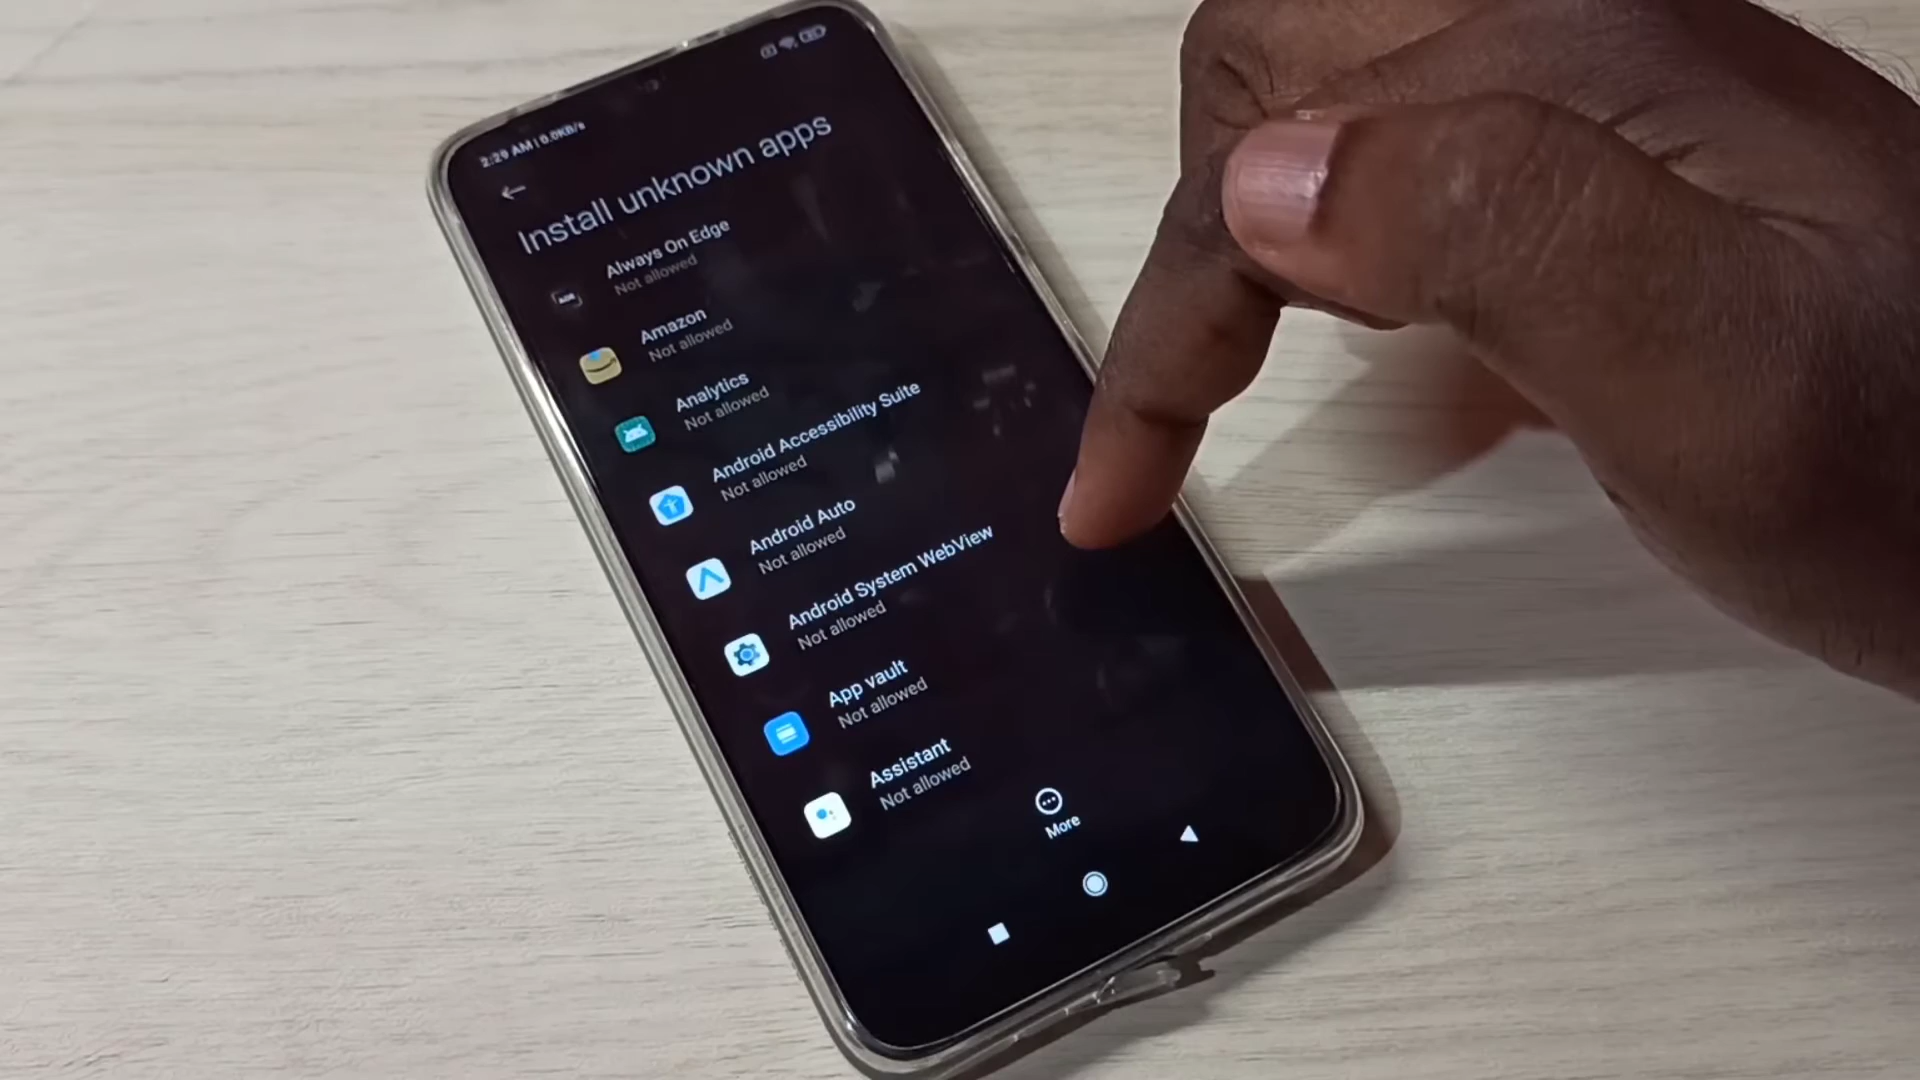 2:29 AM | 0.0KB/s
Install unknown apps
Always On Edge
Not allowed
Amazon
Not allowed
Analytics
Not allowed
Android Accessibility Suite
Not allowed
Android Auto
Not allowed
Android System WebView
Not allowed
App vault
Not allowed
Assistant
Not allowed
More